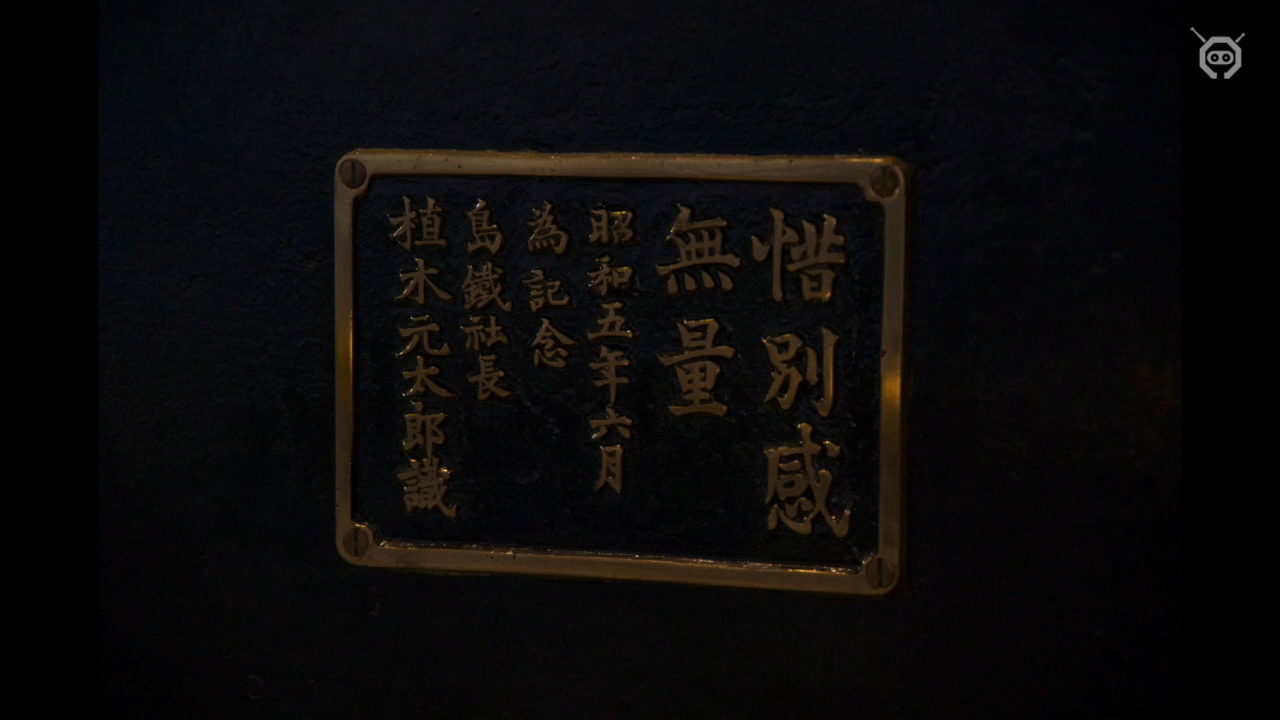 惜別感
無量
昭和五年六月
為記念
島鐵社長
植木元太郎識